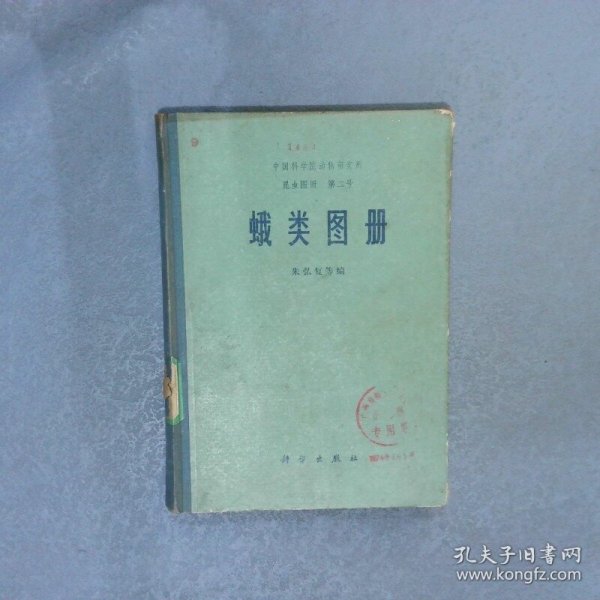 中国科学院动物研究所
昆虫图册 第二号
蛾类图册
朱弘复等编
科学出版社
孔夫子旧书网
www.kongfz.com